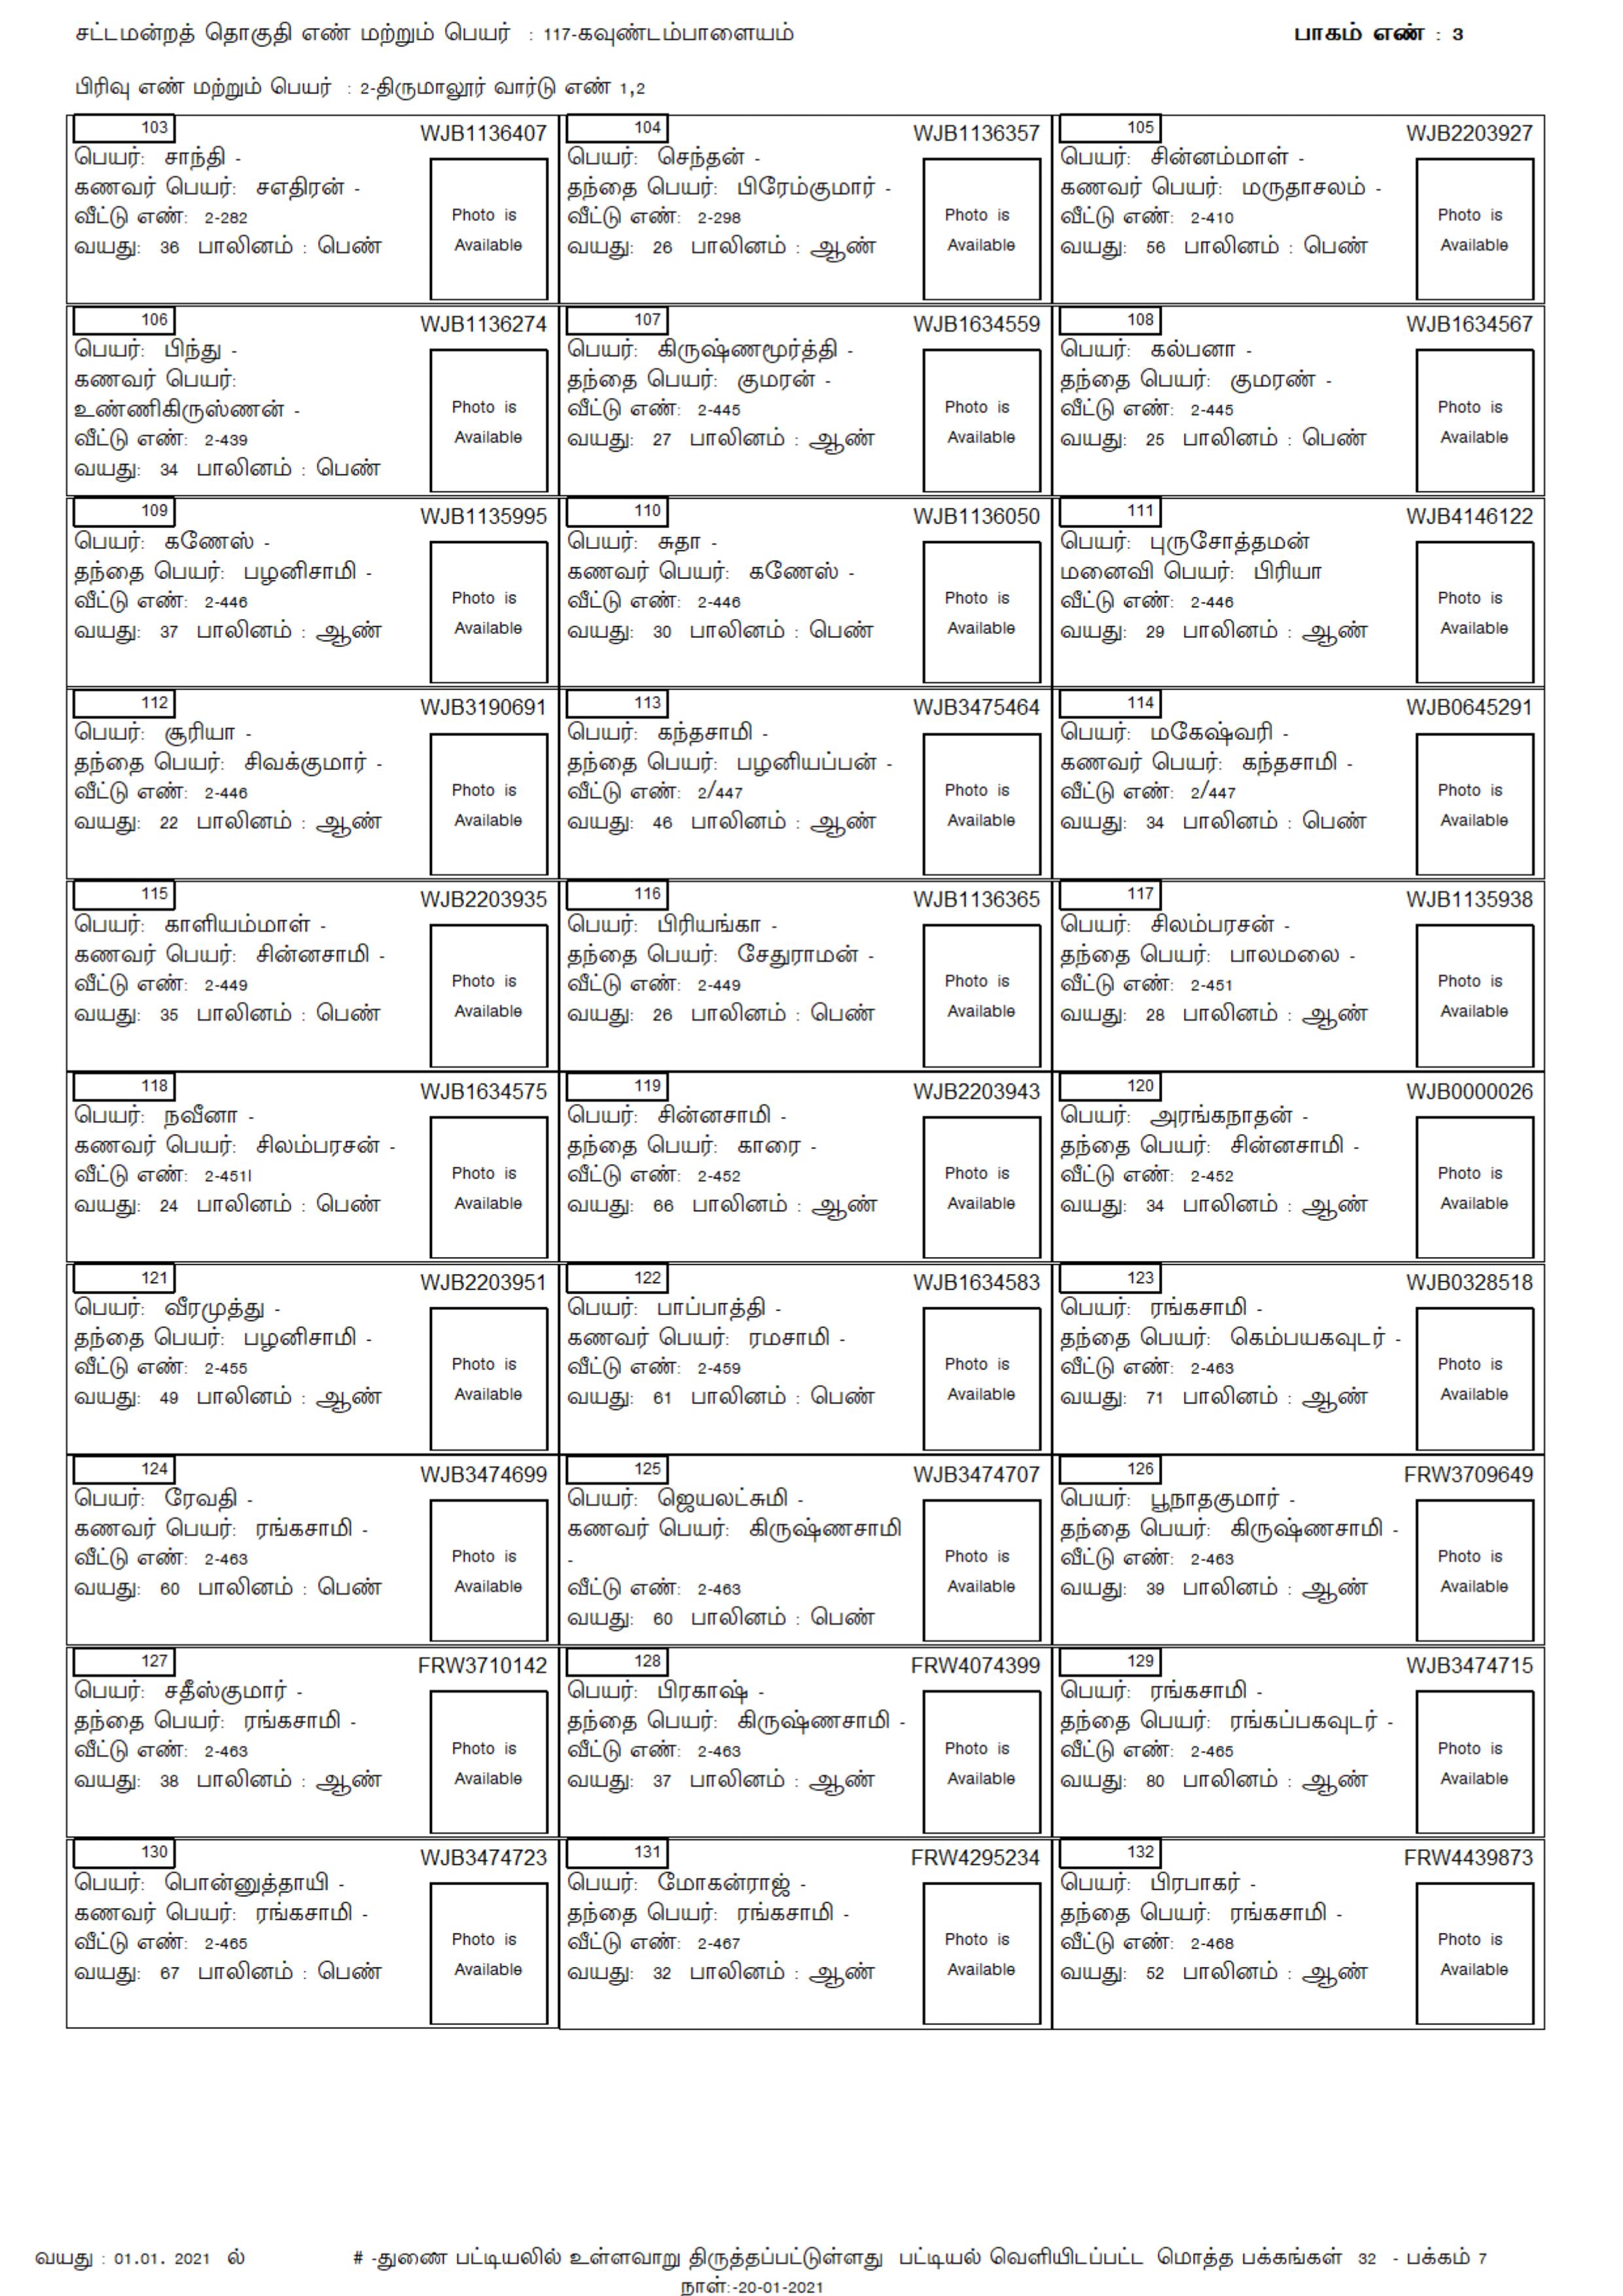 சட்டமன்றத் தொகுதி எண் மற்றும் பெயர் : 117-கவுண்டம்பாளையம்
பாகம் எண் : 3
பிரிவு எண் மற்றும் பெயர் : 2-திருமாலூர் வார்டு எண் 1,2
103 WJB1136407
பெயர்: சாந்தி -
கணவர் பெயர்: சஎதிரன் -
வீட்டு எண்: 2-282
வயது: 36 பாலினம் : பெண்
Photo is
Available
104 WJB1136357
பெயர்: செந்தன் -
தந்தை பெயர்: பிரேம்குமார் -
வீட்டு எண்: 2-298
வயது: 26 பாலினம் : ஆண்
Photo is
Available
105 WJB2203927
பெயர்: சின்னம்மாள் -
கணவர் பெயர்: மருதாசலம் -
வீட்டு எண்: 2-410
வயது: 56 பாலினம் : பெண்
Photo is
Available
106 WJB1136274
பெயர்: பிந்து -
கணவர் பெயர்:
உண்ணிகிருஸ்ணன் -
வீட்டு எண்: 2-439
வயது: 34 பாலினம் : பெண்
Photo is
Available
107 WJB1634559
பெயர்: கிருஷ்ணமூர்த்தி -
தந்தை பெயர்: குமரன் -
வீட்டு எண்: 2-445
வயது: 27 பாலினம் : ஆண்
Photo is
Available
108 WJB1634567
பெயர்: கல்பனா -
தந்தை பெயர்: குமரண் -
வீட்டு எண்: 2-445
வயது: 25 பாலினம் : பெண்
Photo is
Available
109 WJB1135995
பெயர்: கணேஸ் -
தந்தை பெயர்: பழனிசாமி -
வீட்டு எண்: 2-446
வயது: 37 பாலினம் : ஆண்
Photo is
Available
110 WJB1136050
பெயர்: சுதா -
கணவர் பெயர்: கணேஸ் -
வீட்டு எண்: 2-446
வயது: 30 பாலினம் : பெண்
Photo is
Available
111 WJB4146122
பெயர்: புருசோத்தமன்
மனைவி பெயர்: பிரியா
வீட்டு எண்: 2-446
வயது: 29 பாலினம் : ஆண்
Photo is
Available
112 WJB3190691
பெயர்: சூரியா -
தந்தை பெயர்: சிவக்குமார் -
வீட்டு எண்: 2-446
வயது: 22 பாலினம் : ஆண்
Photo is
Available
113 WJB3475464
பெயர்: கந்தசாமி -
தந்தை பெயர்: பழனியப்பன் -
வீட்டு எண்: 2/447
வயது: 46 பாலினம் : ஆண்
Photo is
Available
114 WJB0645291
பெயர்: மகேஷ்வரி -
கணவர் பெயர்: கந்தசாமி -
வீட்டு எண்: 2/447
வயது: 34 பாலினம் : பெண்
Photo is
Available
115 WJB2203935
பெயர்: காளியம்மாள் -
கணவர் பெயர்: சின்னசாமி -
வீட்டு எண்: 2-449
வயது: 35 பாலினம் : பெண்
Photo is
Available
116 WJB1136365
பெயர்: பிரியங்கா -
தந்தை பெயர்: சேதுராமன் -
வீட்டு எண்: 2-449
வயது: 26 பாலினம் : பெண்
Photo is
Available
117 WJB1135938
பெயர்: சிலம்பரசன் -
தந்தை பெயர்: பாலமலை -
வீட்டு எண்: 2-451
வயது: 28 பாலினம் : ஆண்
Photo is
Available
118 WJB1634575
பெயர்: நவீனா -
கணவர் பெயர்: சிலம்பரசன் -
வீட்டு எண்: 2-451l
வயது: 24 பாலினம் : பெண்
Photo is
Available
119 WJB2203943
பெயர்: சின்னசாமி -
தந்தை பெயர்: காரை -
வீட்டு எண்: 2-452
வயது: 66 பாலினம் : ஆண்
Photo is
Available
120 WJB0000026
பெயர்: அரங்கநாதன் -
தந்தை பெயர்: சின்னசாமி -
வீட்டு எண்: 2-452
வயது: 34 பாலினம் : ஆண்
Photo is
Available
121 WJB2203951
பெயர்: வீரமுத்து -
தந்தை பெயர்: பழனிசாமி -
வீட்டு எண்: 2-455
வயது: 49 பாலினம் : ஆண்
Photo is
Available
122 WJB1634583
பெயர்: பாப்பாத்தி -
கணவர் பெயர்: ரமசாமி -
வீட்டு எண்: 2-459
வயது: 61 பாலினம் : பெண்
Photo is
Available
123 WJB0328518
பெயர்: ரங்கசாமி -
தந்தை பெயர்: கெம்பயகவுடர் -
வீட்டு எண்: 2-463
வயது: 71 பாலினம் : ஆண்
Photo is
Available
124 WJB3474699
பெயர்: ரேவதி -
கணவர் பெயர்: ரங்கசாமி -
வீட்டு எண்: 2-463
வயது: 60 பாலினம் : பெண்
Photo is
Available
125 WJB3474707
பெயர்: ஜெயலட்சுமி -
கணவர் பெயர்: கிருஷ்ணசாமி
-
வீட்டு எண்: 2-463
வயது: 60 பாலினம் : பெண்
Photo is
Available
126 FRW3709649
பெயர்: பூநாதகுமார் -
தந்தை பெயர்: கிருஷ்ணசாமி -
வீட்டு எண்: 2-463
வயது: 39 பாலினம் : ஆண்
Photo is
Available
127 FRW3710142
பெயர்: சதீஸ்குமார் -
தந்தை பெயர்: ரங்கசாமி -
வீட்டு எண்: 2-463
வயது: 38 பாலினம் : ஆண்
Photo is
Available
128 FRW4074399
பெயர்: பிரகாஷ் -
தந்தை பெயர்: கிருஷ்ணசாமி -
வீட்டு எண்: 2-463
வயது: 37 பாலினம் : ஆண்
Photo is
Available
129 WJB3474715
பெயர்: ரங்கசாமி -
தந்தை பெயர்: ரங்கப்பகவுடர் -
வீட்டு எண்: 2-465
வயது: 80 பாலினம் : ஆண்
Photo is
Available
130 WJB3474723
பெயர்: பொன்னுத்தாயி -
கணவர் பெயர்: ரங்கசாமி -
வீட்டு எண்: 2-465
வயது: 67 பாலினம் : பெண்
Photo is
Available
131 FRW4295234
பெயர்: மோகன்ராஜ் -
தந்தை பெயர்: ரங்கசாமி -
வீட்டு எண்: 2-467
வயது: 32 பாலினம் : ஆண்
Photo is
Available
132 FRW4439873
பெயர்: பிரபாகர் -
தந்தை பெயர்: ரங்கசாமி -
வீட்டு எண்: 2-468
வயது: 52 பாலினம் : ஆண்
Photo is
Available
வயது : 01.01. 2021 ல் # -துணை பட்டியலில் உள்ளவாறு திருத்தப்பட்டுள்ளது பட்டியல் வெளியிடப்பட்ட மொத்த பக்கங்கள் 32 - பக்கம் 7
நாள்:-20-01-2021